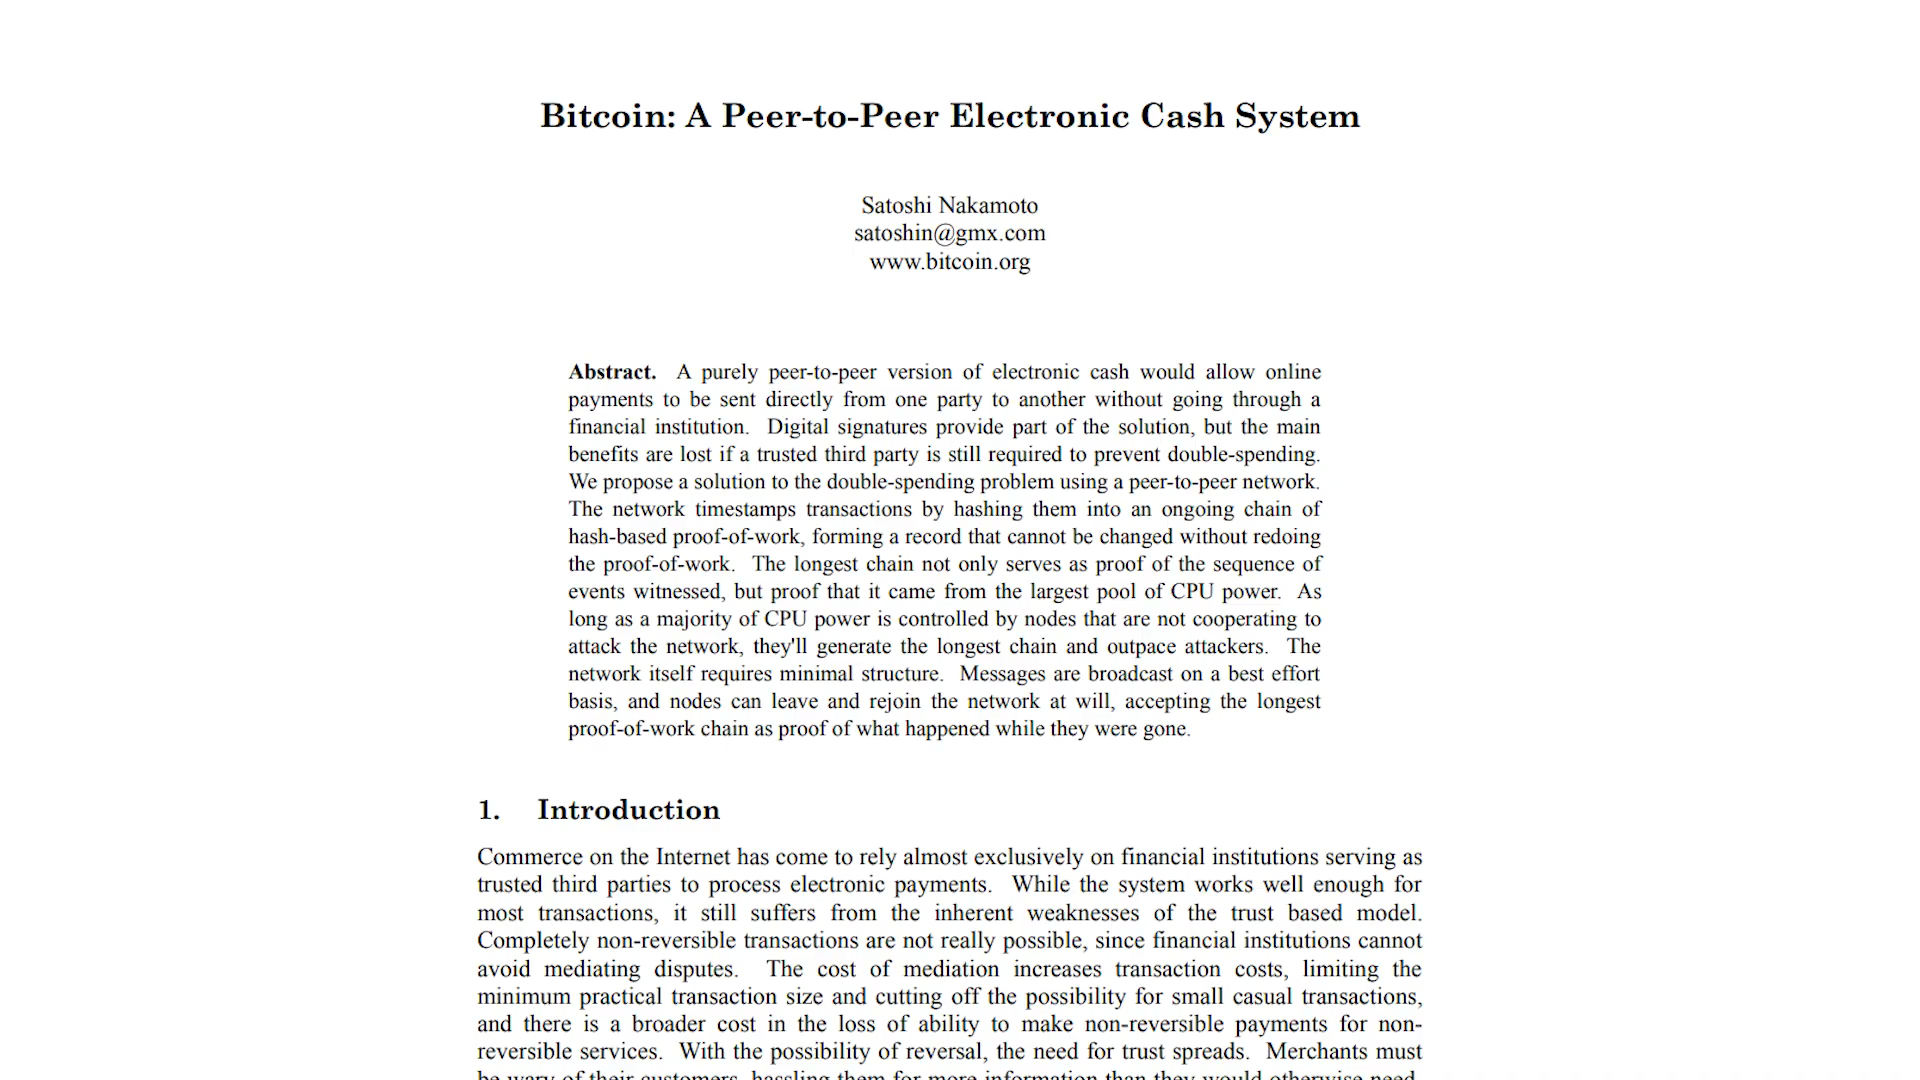 Bitcoin: A Peer-to-Peer Electronic Cash System
Satoshi Nakamoto
satoshin@gmx.com
www.bitcoin.org
Abstract. A purely peer-to-peer version of electronic cash would allow online
payments to be sent directly from one party to another without going through a
financial institution. Digital signatures provide part of the solution, but the main
benefits are lost if a trusted third party is still required to prevent double-spending.
We propose a solution to the double-spending problem using a peer-to-peer network.
The network timestamps transactions by hashing them into an ongoing chain of
hash-based proof-of-work, forming a record that cannot be changed without redoing
the proof-of-work. The longest chain not only serves as proof of the sequence of
events witnessed, but proof that it came from the largest pool of CPU power. As
long as a majority of CPU power is controlled by nodes that are not cooperating to
attack the network, they'll generate the longest chain and outpace attackers. The
network itself requires minimal structure. Messages are broadcast on a best effort
basis, and nodes can leave and rejoin the network at will, accepting the longest
proof-of-work chain as proof of what happened while they were gone.
1. Introduction
Commerce on the Internet has come to rely almost exclusively on financial institutions serving as
trusted third parties to process electronic payments. While the system works well enough for
most transactions, it still suffers from the inherent weaknesses of the trust based model.
Completely non-reversible transactions are not really possible, since financial institutions cannot
avoid mediating disputes. The cost of mediation increases transaction costs, limiting the
minimum practical transaction size and cutting off the possibility for small casual transactions,
and there is a broader cost in the loss of ability to make non-reversible payments for non-
reversible services. With the possibility of reversal, the need for trust spreads. Merchants must
be wary of their customers, hassling them for more information than they would otherwise need.